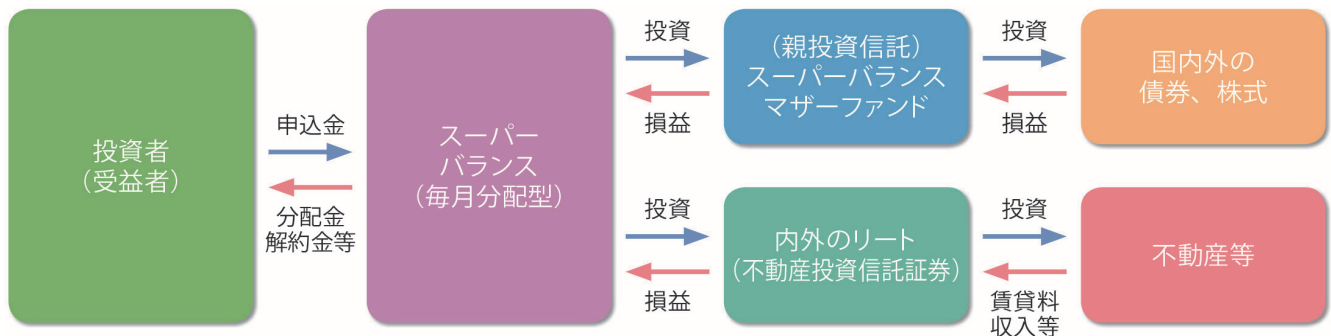 投資者
（受益者）
申込金
分配金
解約金等
スーパー
バランス
（毎月分配型）
投資
損益
（親投資信託）
スーパーバランス
マザーファンド
投資
損益
国内外の
債券、株式
投資
損益
内外のリート
（不動産投資信託証券）
投資
賃貸料
収入等
不動産等